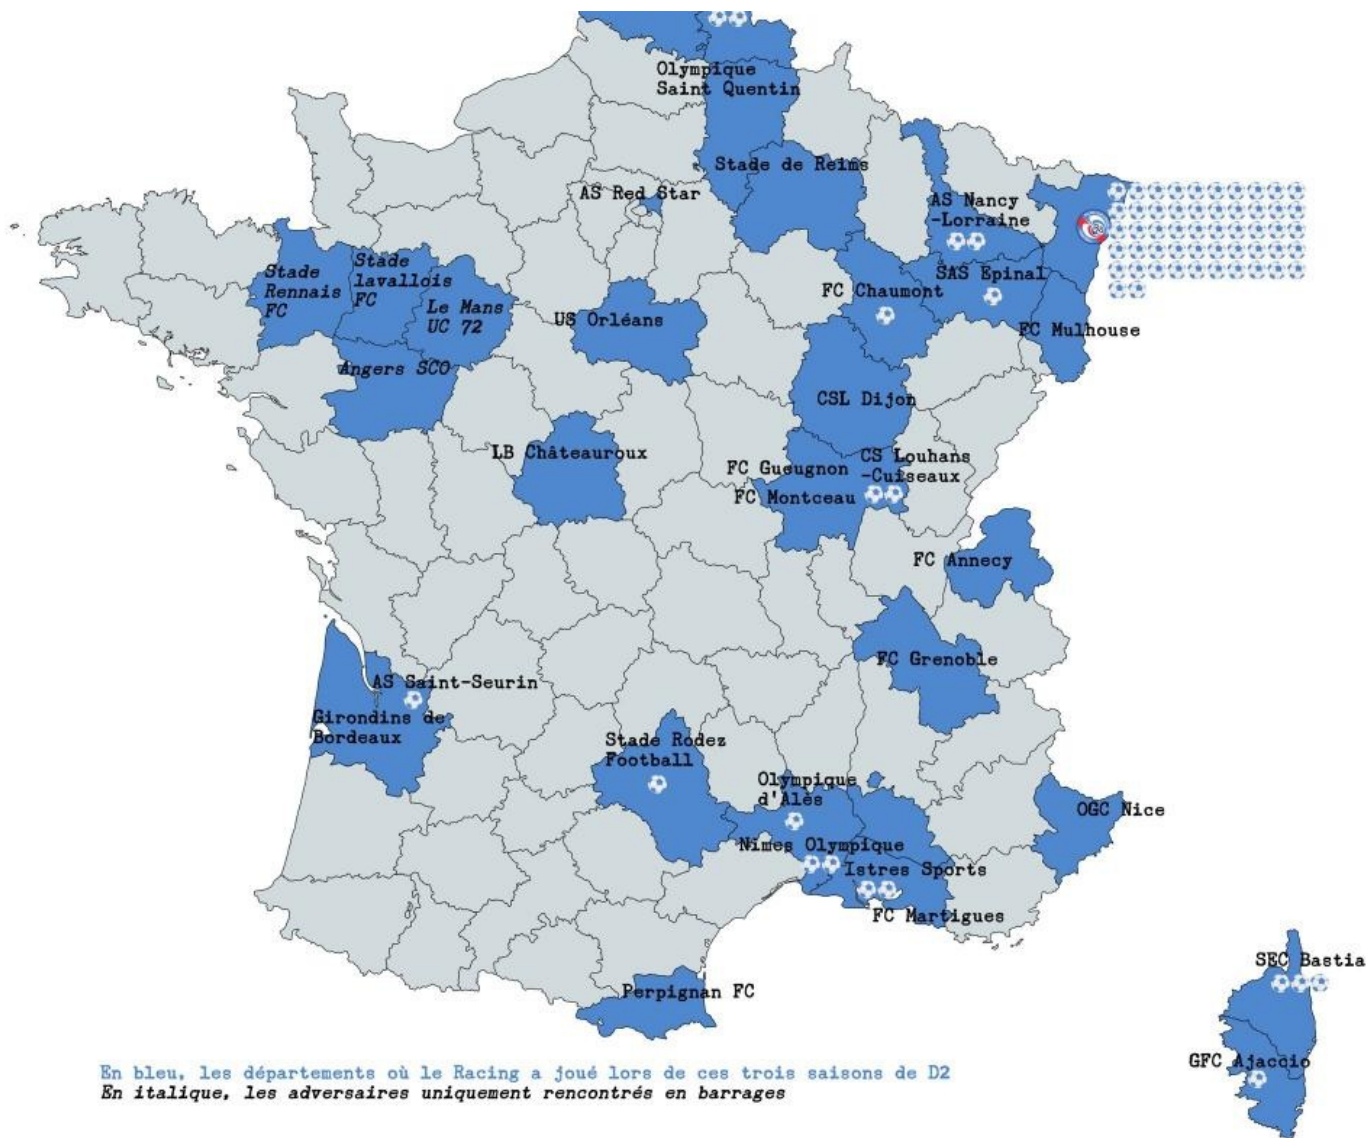 Olympique
Saint Quentin
Stade de Reims
AS Red Star
AS Nancy
-Lorraine
Stade
Rennais
FC
Stade
lavallois
FC
Le Mans
UC 72
US Orléans
FC Chaumont
SAS Epinal
FC Mulhouse
Angers SCO
CSL Dijon
LB Châteauroux
FC Gueugnon
CS Louhans
-Cuiseaux
FC Montceau
FC Annecy
FC Grenoble
AS Saint-Seurin
Girondins de
Bordeaux
Stade Rodez
Football
Olympique
d'Alès
OGC Nice
Nimes Olympique
Istres Sports
FC Martigues
SEC Bastia
Perpignan FC
GFC Ajaccio
En bleu, les départements où le Racing a joué lors de ces trois saisons de D2
En italique, les adversaires uniquement rencontrés en barrages